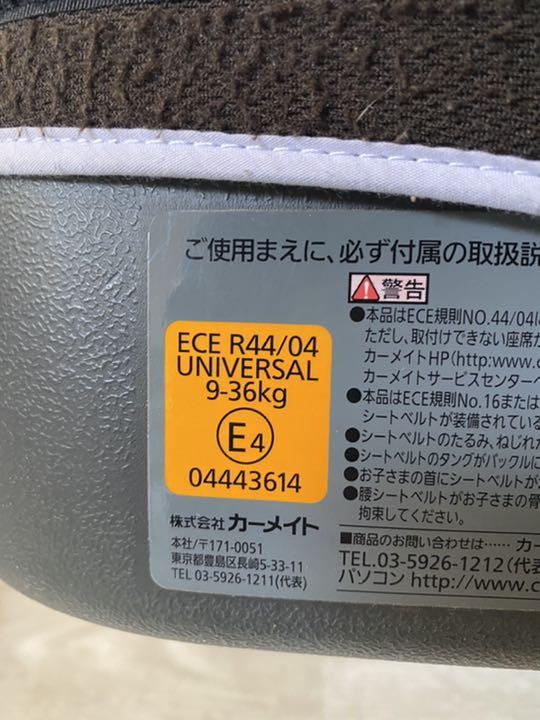 ご使用まえに、必ず付属の取扱説
警告
●本品はECE規則NO.44/04に
ただし、取付けできない座席が
カーメイトHP(http:www.c
カーメイトサービスセンターへ
●本品はECE規則No.16または
シートベルトが装備されている
●シートベルトのたるみ、ねじれ
●シートベルトのタングがバックルに
●お子さまの首にシートベルトが
●腰シートベルトがお子さまの骨
拘束してください。
ECE R44/04
UNIVERSAL
9-36kg
E4
04443614
株式会社 カーメイト
本社/〒171-0051
東京都豊島区長崎5-33-11
TEL 03-5926-1211(代表)
■商品のお問い合わせは…… カー
TEL.03-5926-1212(代表
パソコン http://www.c